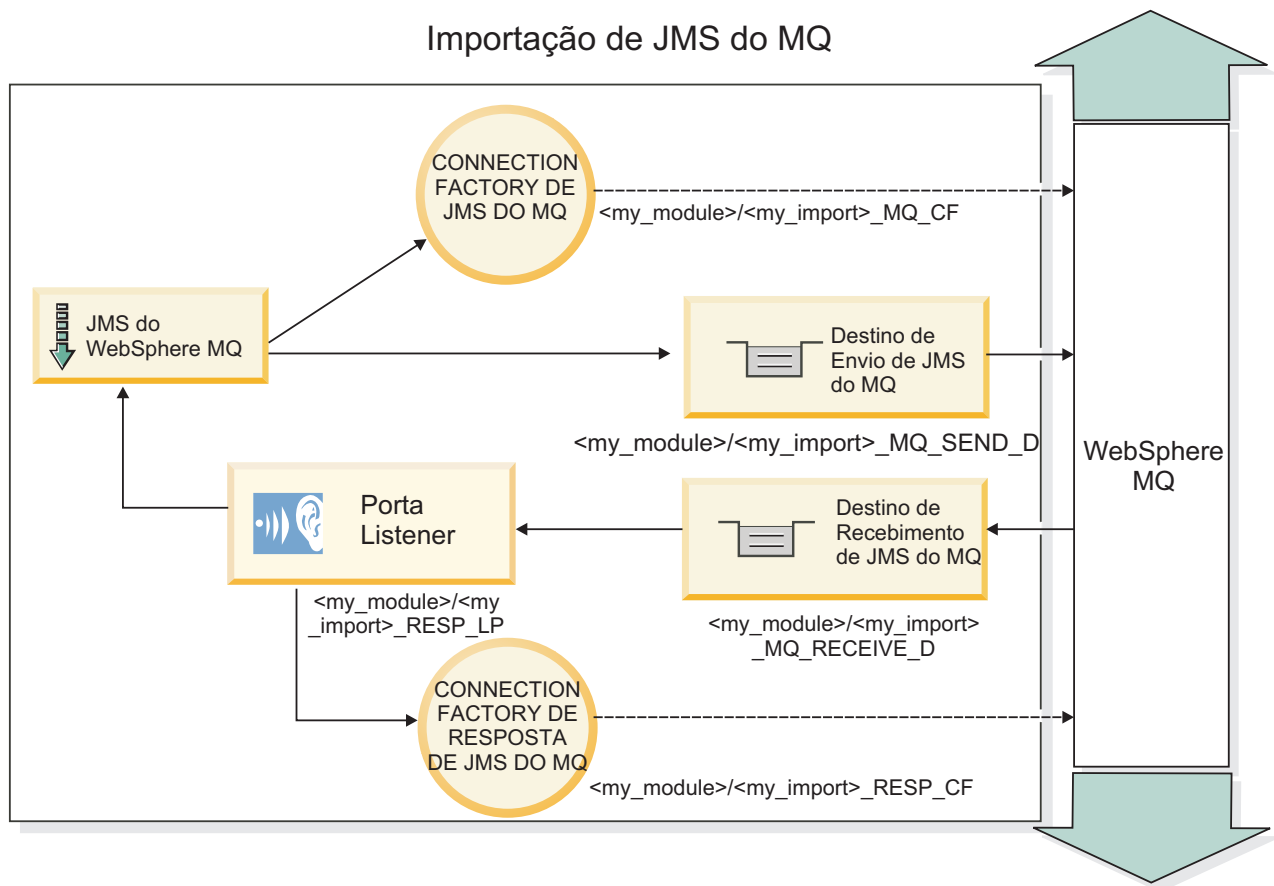 Importação de JMS do MQ
CONNECTION
FACTORY DE
JMS DO MQ
<my_module>/<my_import>_MQ_CF
JMS do
WebSphere MQ
Destino de
Envio de JMS
do MQ
<my_module>/<my_import>_MQ_SEND_D
WebSphere
MQ
Porta
Listener
Destino de
Recebimento
de JMS do MQ
<my_module>/<my
_import>_RESP_LP
<my_module>/<my_import>
_MQ_RECEIVE_D
CONNECTION
FACTORY DE
RESPOSTA
DE JMS DO MQ
<my_module>/<my_import>_RESP_CF